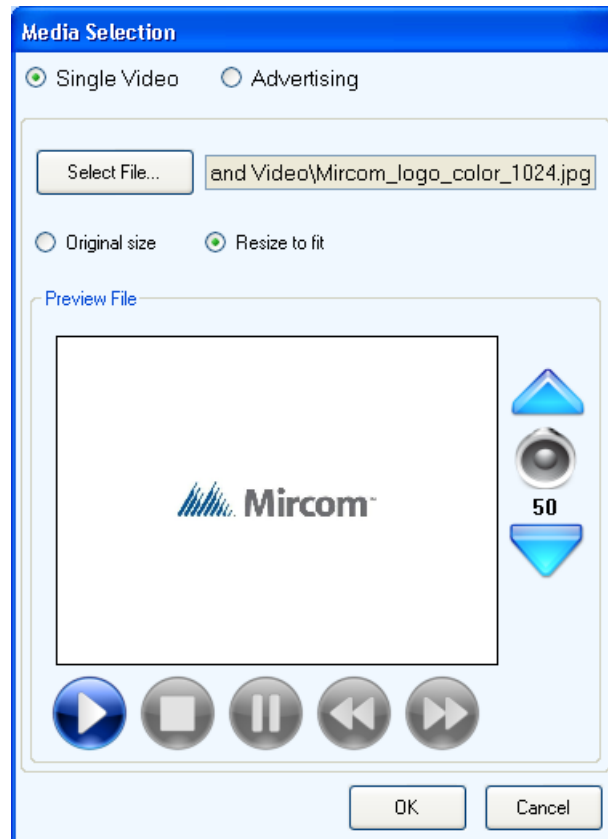 Media Selection
Single Video Advertising
Select File... and Video\Mircom_logo_color_1024.jpg
Original size Resize to fit
Preview File
Mircom™
50
OK Cancel